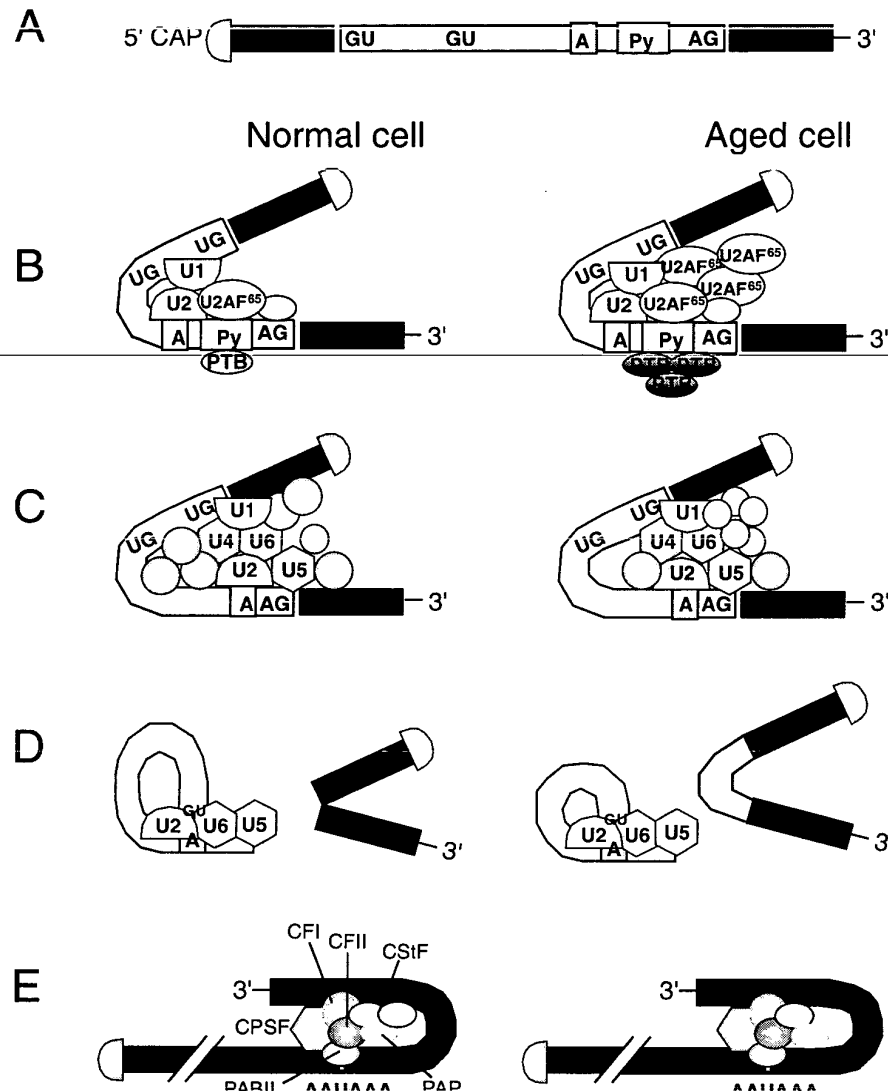 A
5' CAP GU GU A Py AG 3'
Normal cell Aged cell
B
UG UG U1 U2 U2AF65 A Py AG 3' PTB
UG UG U1 U2AF65 U2AF65 U2AF65 U2 U2AF65 A Py AG 3' PTB PTB PTB
C
UG UG U1 U4 U6 U2 U5 A AG 3'
UG UG U1 U4 U6 U2 U5 A AG 3'
D
GU U2 U6 U5 A 3'
GU U2 U6 U5 A 3'
E
CFI CFII CStF
3' CPSF PABII AAUAAA PAP
3' AAUAAA